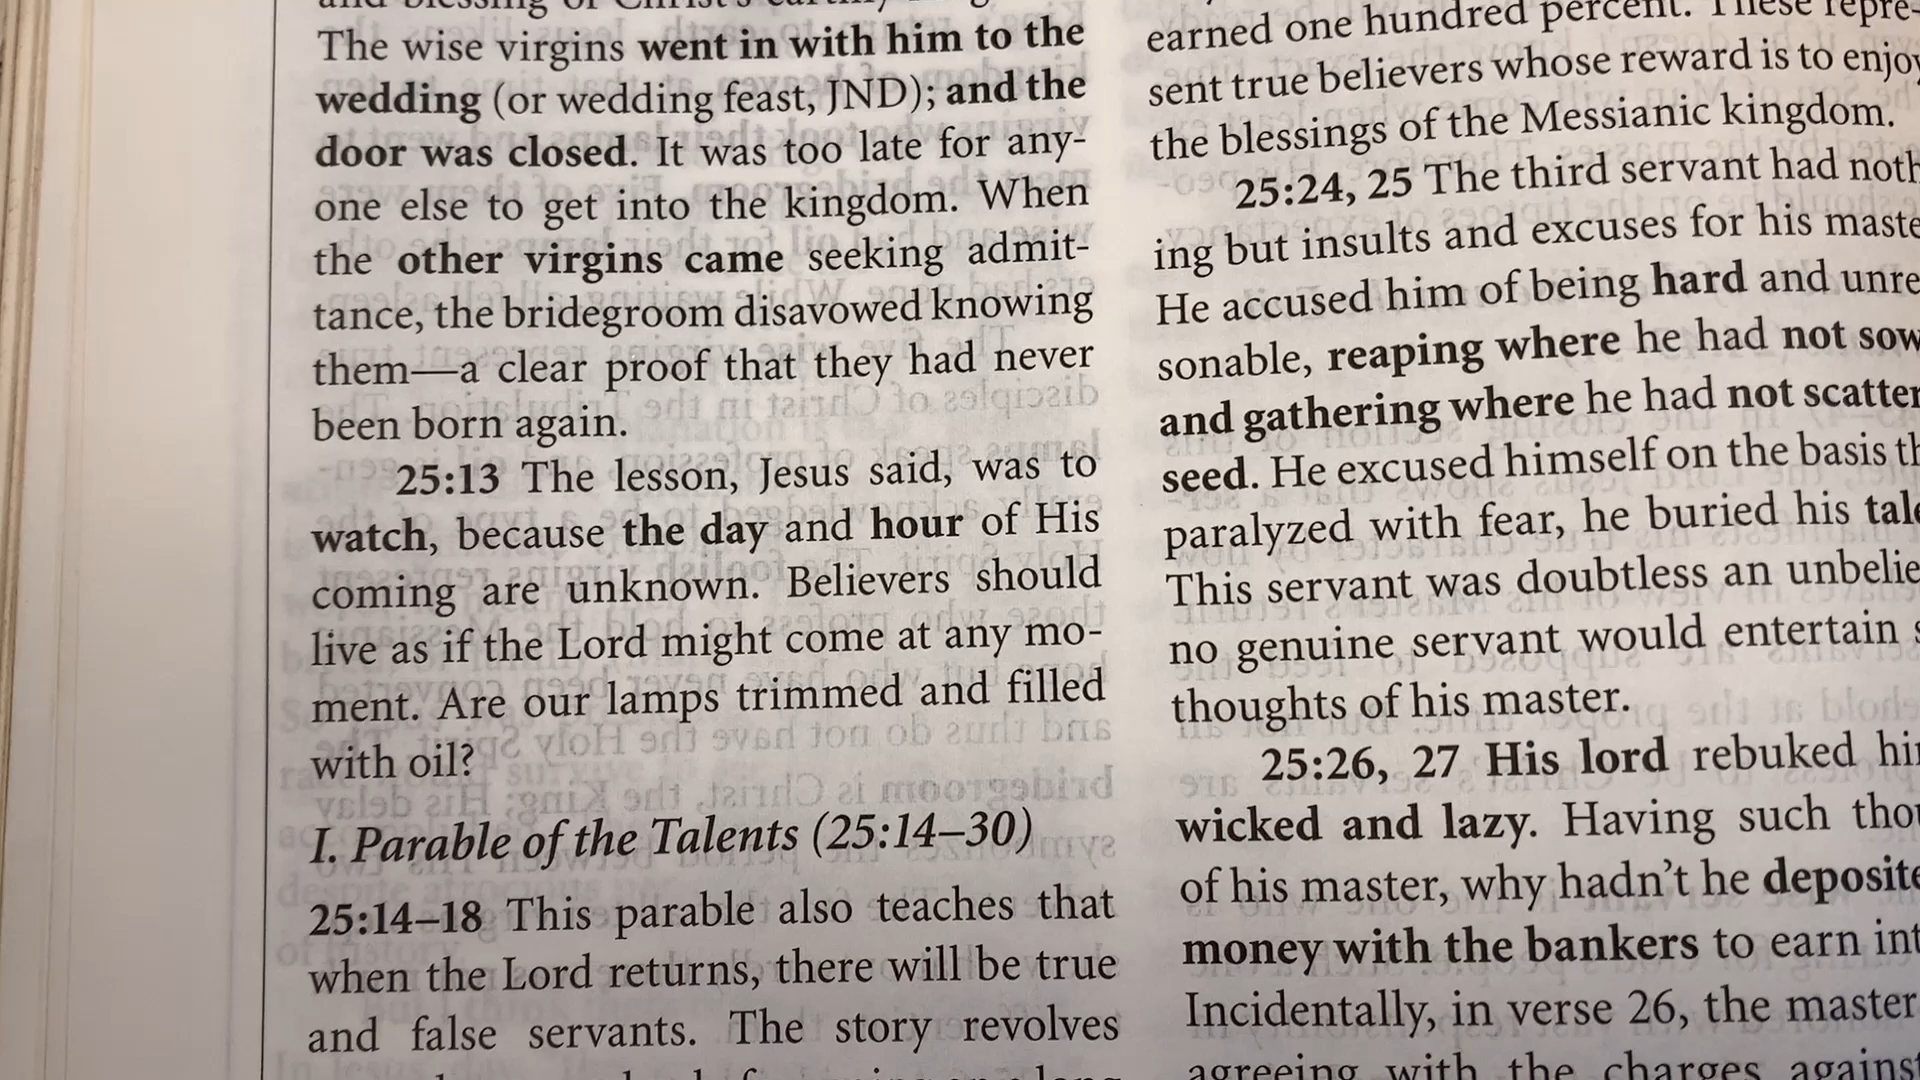 The wise virgins went in with him to the
wedding (or wedding feast, JND); and the
door was closed. It was too late for any-
one else to get into the kingdom. When
the other virgins came seeking admit-
tance, the bridegroom disavowed knowing
them—a clear proof that they had never
been born again.
25:13 The lesson, Jesus said, was to
watch, because the day and hour of His
coming are unknown. Believers should
live as if the Lord might come at any mo-
ment. Are our lamps trimmed and filled
with oil?
I. Parable of the Talents (25:14–30)
25:14–18 This parable also teaches that
when the Lord returns, there will be true
and false servants. The story revolves
earned one hundred percent. These repre-
sent true believers whose reward is to enjoy
the blessings of the Messianic kingdom.
25:24, 25 The third servant had noth
ing but insults and excuses for his maste
He accused him of being hard and unre
sonable, reaping where he had not sow
and gathering where he had not scatter
seed. He excused himself on the basis th
paralyzed with fear, he buried his tale
This servant was doubtless an unbelie
no genuine servant would entertain s
thoughts of his master.
25:26, 27 His lord rebuked hi
wicked and lazy. Having such tho
of his master, why hadn't he deposite
money with the bankers to earn int
Incidentally, in verse 26, the master
agreeing with the charges against